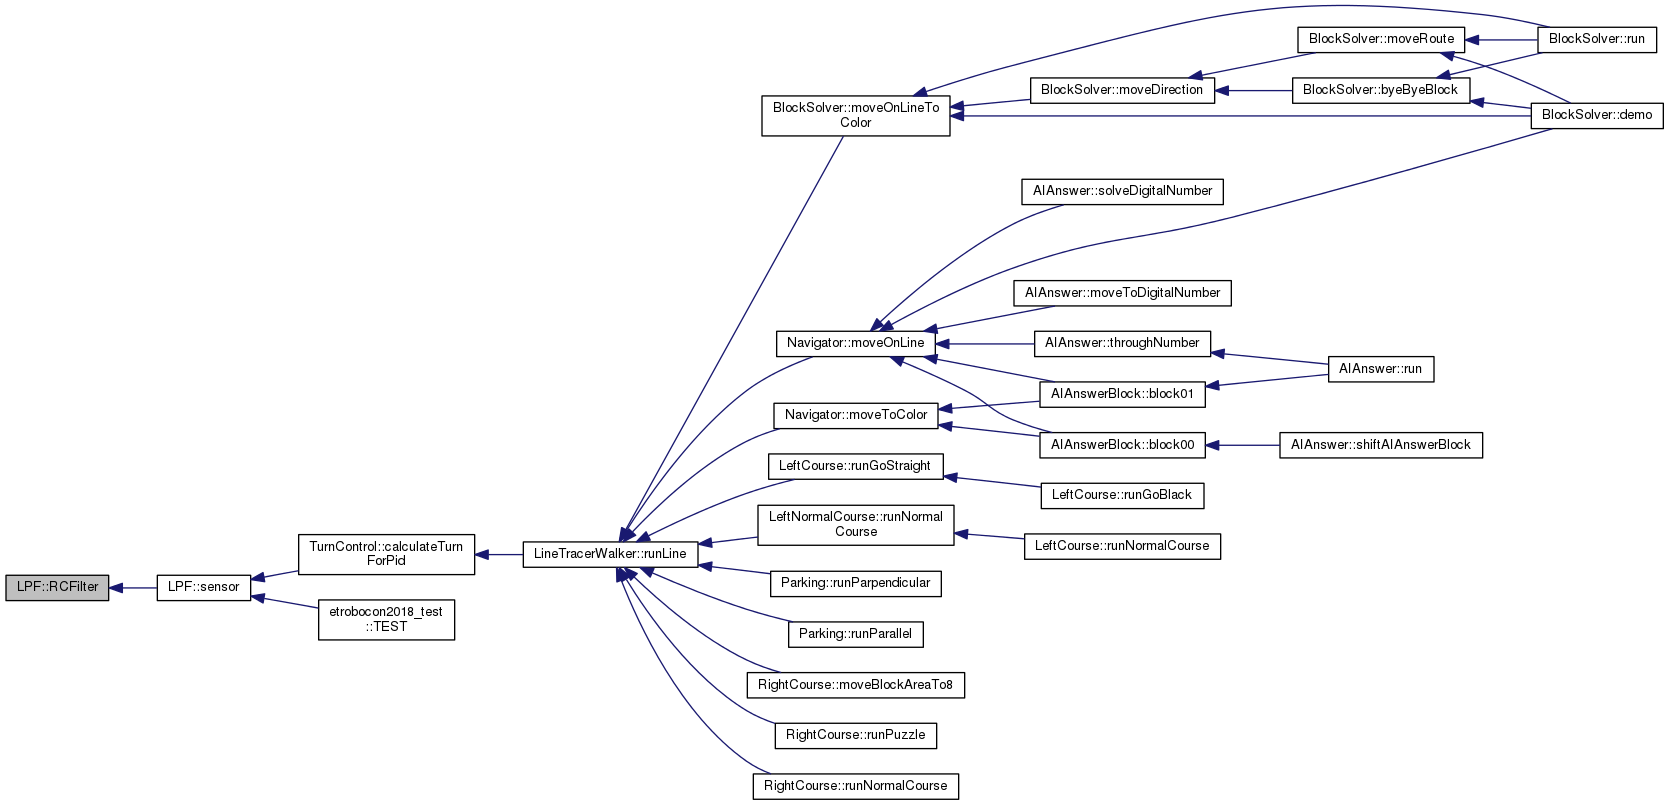 LPF::RCFilter
LPF::sensor
TurnControl::calculateTurn
ForPid
etrobocon2018_test
::TEST
LineTracerWalker::runLine
BlockSolver::moveOnLineTo
Color
Navigator::moveOnLine
Navigator::moveToColor
LeftCourse::runGoStraight
LeftNormalCourse::runNormal
Course
Parking::runParpendicular
Parking::runParallel
RightCourse::moveBlockAreaTo8
RightCourse::runPuzzle
RightCourse::runNormalCourse
BlockSolver::moveDirection
AIAnswer::solveDigitalNumber
AIAnswer::moveToDigitalNumber
AIAnswer::throughNumber
AIAnswerBlock::block01
AIAnswerBlock::block00
LeftCourse::runGoBlack
LeftCourse::runNormalCourse
BlockSolver::moveRoute
BlockSolver::byeByeBlock
AIAnswer::run
AIAnswer::shiftAIAnswerBlock
BlockSolver::run
BlockSolver::demo